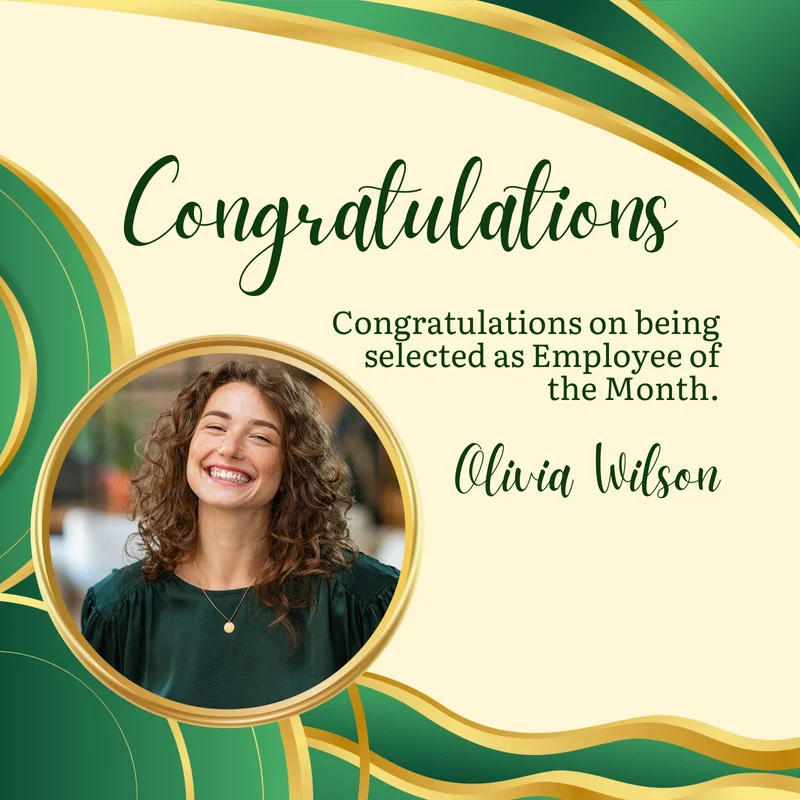 Congratulations
Congratulations on being
selected as Employee of
the Month.
Olivia Wilson